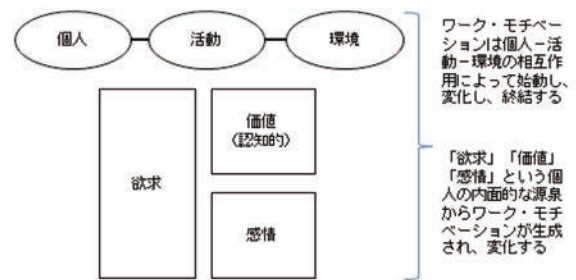 個人
活動
環境
ワーク・モチベー
ションは個人－活
動－環境の相互作
用によって始動し、
変化し、終結する
欲求
価値
（認知的）
感情
「欲求」「価値」
「感情」という個
人の内面的な源泉
からワーク・モチ
ベーションが生成
され、変化する